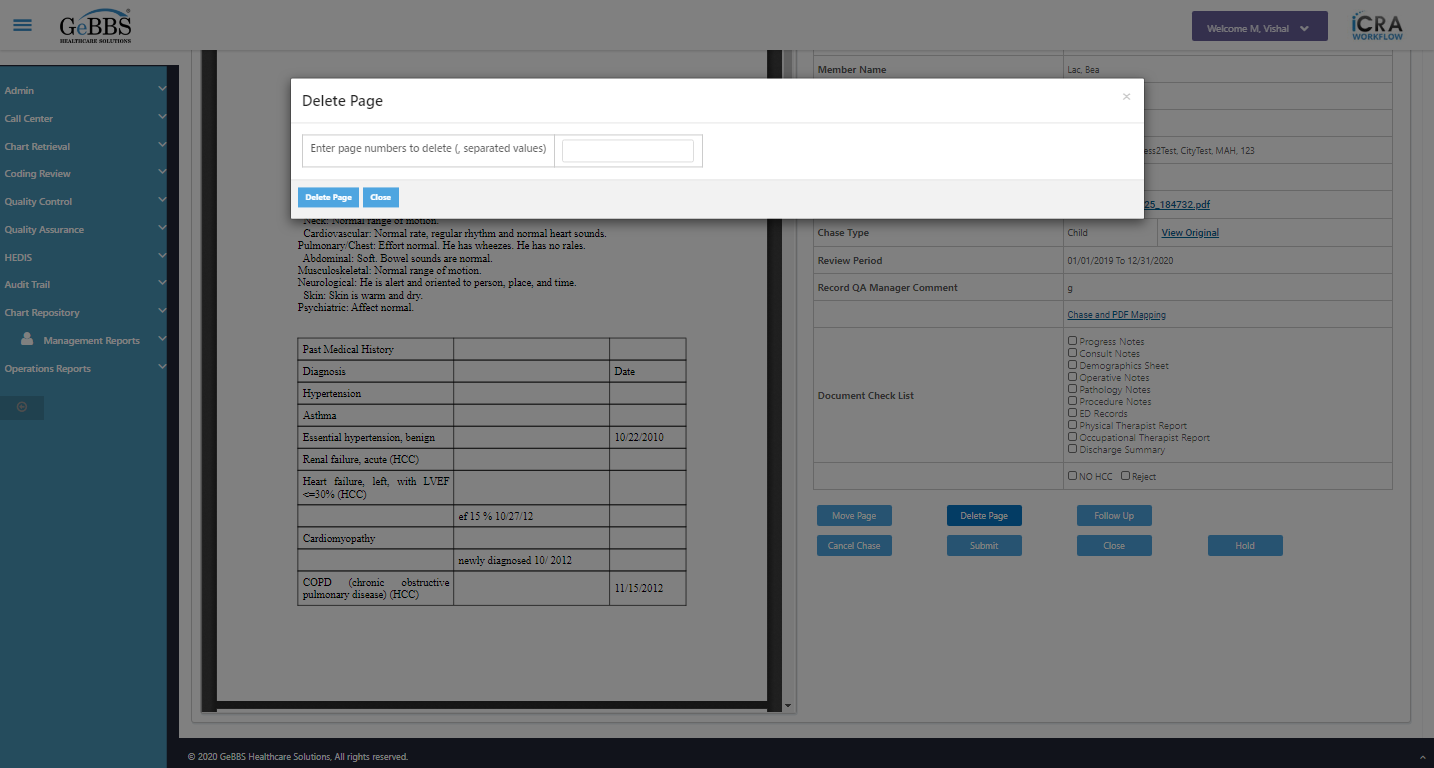 GeBBS
HEALTHCARE SOLUTIONS
Welcome M, Vishal
iCRA
WORKFLOW
Admin
Call Center
Chart Retrieval
Coding Review
Quality Control
Quality Assurance
HEDIS
Audit Trail
Chart Repository
Management Reports
Operations Reports
Delete Page
×
Enter page numbers to delete (, separated values)
Delete Page Close
Neck: Normal range of motion.
Cardiovascular: Normal rate, regular rhythm and normal heart sounds.
Pulmonary/Chest: Effort normal. He has wheezes. He has no rales.
Abdominal: Soft. Bowel sounds are normal.
Musculoskeletal: Normal range of motion.
Neurological: He is alert and oriented to person, place, and time.
Skin: Skin is warm and dry.
Psychiatric: Affect normal.
Past Medical History
Diagnosis Date
Hypertension
Asthma
Essential hypertension, benign 10/22/2010
Renal failure, acute (HCC)
Heart failure, left, with LVEF
<=30% (HCC)
ef 15 % 10/27/12
Cardiomyopathy
newly diagnosed 10/ 2012
COPD (chronic obstructive
pulmonary disease) (HCC) 11/15/2012
Member Name Lac, Bea
ess2Test, CityTest, MAH, 123
25_184732.pdf
Chase Type Child View Original
Review Period 01/01/2019 To 12/31/2020
Record QA Manager Comment g
Chase and PDF Mapping
Document Check List
Progress Notes
Consult Notes
Demographics Sheet
Operative Notes
Pathology Notes
Procedure Notes
ED Records
Physical Therapist Report
Occupational Therapist Report
Discharge Summary
NO HCC Reject
Move Page Delete Page Follow Up
Cancel Chase Submit Close Hold
© 2020 GeBBS Healthcare Solutions, All rights reserved.